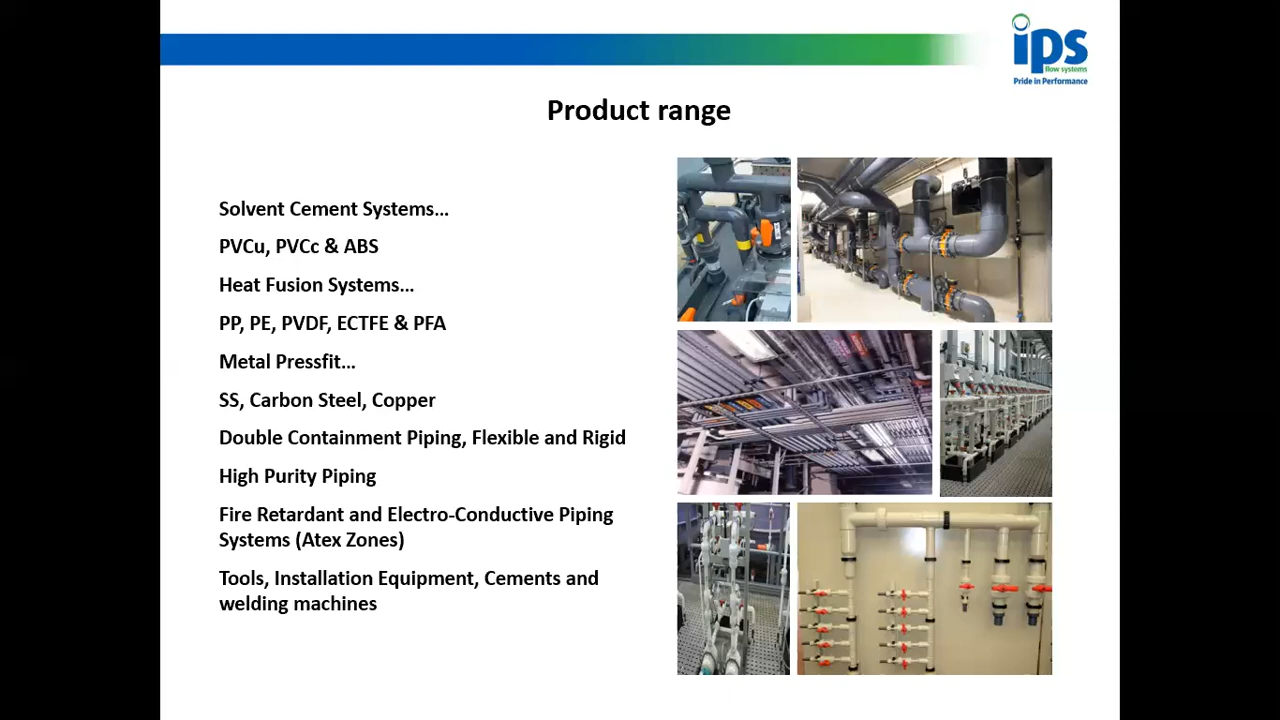 ips
flow systems
Pride in Performance
Product range
Solvent Cement Systems...
PVCu, PVCc & ABS
Heat Fusion Systems...
PP, PE, PVDF, ECTFE & PFA
Metal Pressfit...
SS, Carbon Steel, Copper
Double Containment Piping, Flexible and Rigid
High Purity Piping
Fire Retardant and Electro-Conductive Piping
Systems (Atex Zones)
Tools, Installation Equipment, Cements and
welding machines